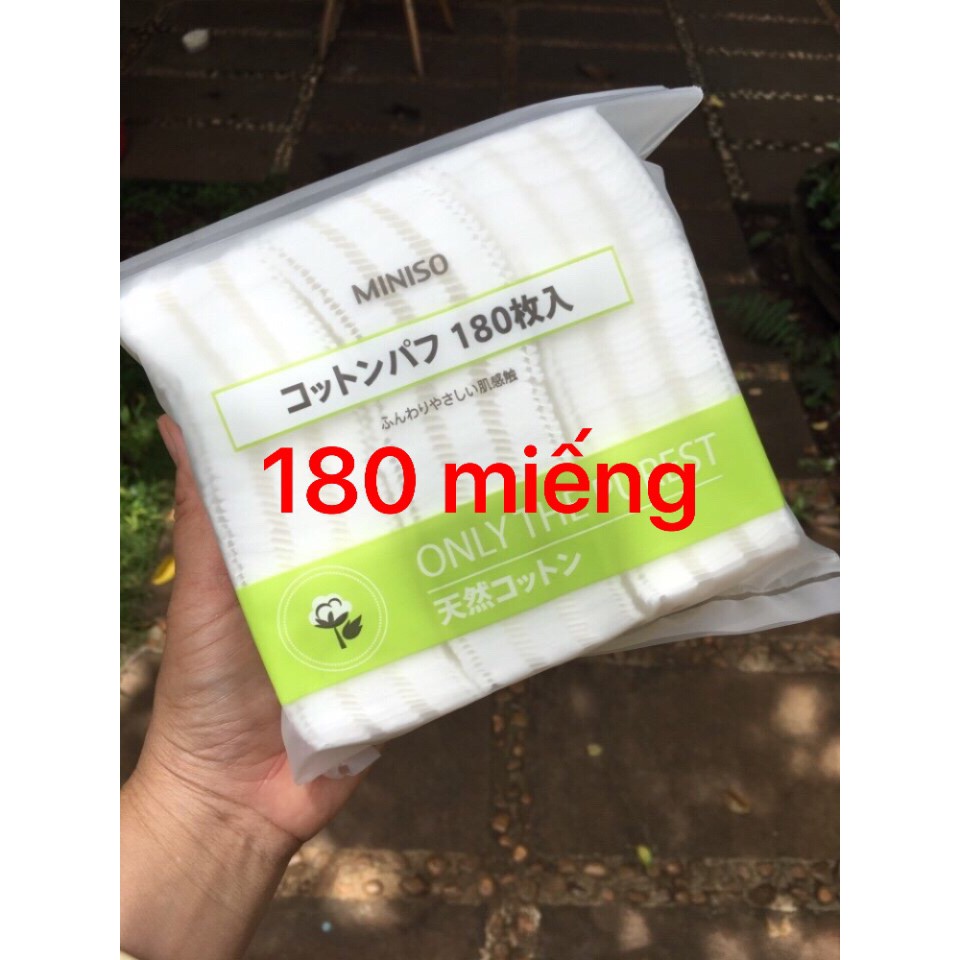 MINISO
コットンパフ 180枚入
ふんわりやさしい肌感触
180 miếng
ONLY THE
天然コットン